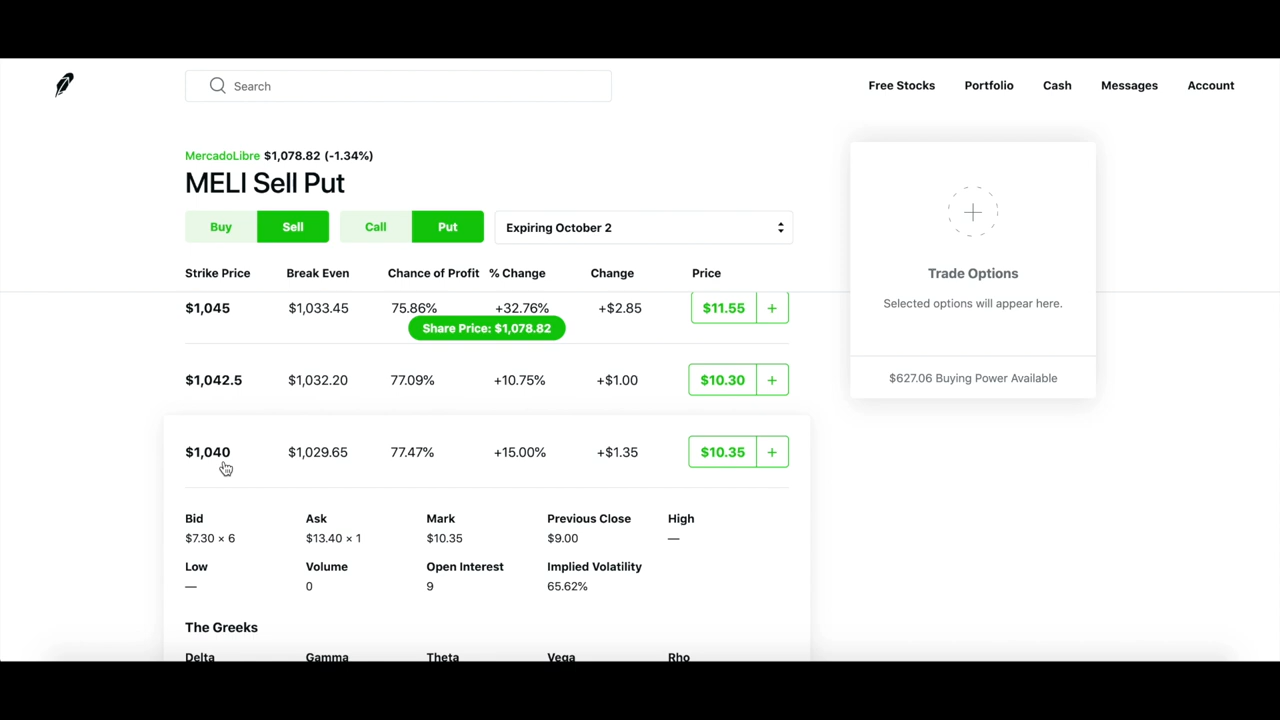 Search
Free Stocks Portfolio Cash Messages Account
MercadoLibre $1,078.82 (-1.34%)
MELI Sell Put
Buy Sell Call Put Expiring October 2
Strike Price Break Even Chance of Profit % Change Change Price
$1,045 $1,033.45 75.86% +32.76% +$2.85 $11.55 +
Share Price: $1,078.82
$1,042.5 $1,032.20 77.09% +10.75% +$1.00 $10.30 +
$1,040 $1,029.65 77.47% +15.00% +$1.35 $10.35 +
Bid Ask Mark Previous Close High
$7.30 × 6 $13.40 × 1 $10.35 $9.00 —
Low Volume Open Interest Implied Volatility
— 0 9 65.62%
The Greeks
Delta Gamma Theta Vega Rho
Trade Options
Selected options will appear here.
$627.06 Buying Power Available